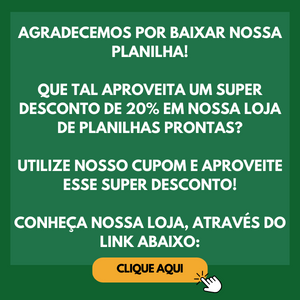 AGRADECEMOS POR BAIXAR NOSSA
PLANILHA!
QUE TAL APROVEITA UM SUPER
DESCONTO DE 20% EM NOSSA LOJA
DE PLANILHAS PRONTAS?
UTILIZE NOSSO CUPOM E APROVEITE
ESSE SUPER DESCONTO!
CONHEÇA NOSSA LOJA, ATRAVÉS DO
LINK ABAIXO:
CLIQUE AQUI